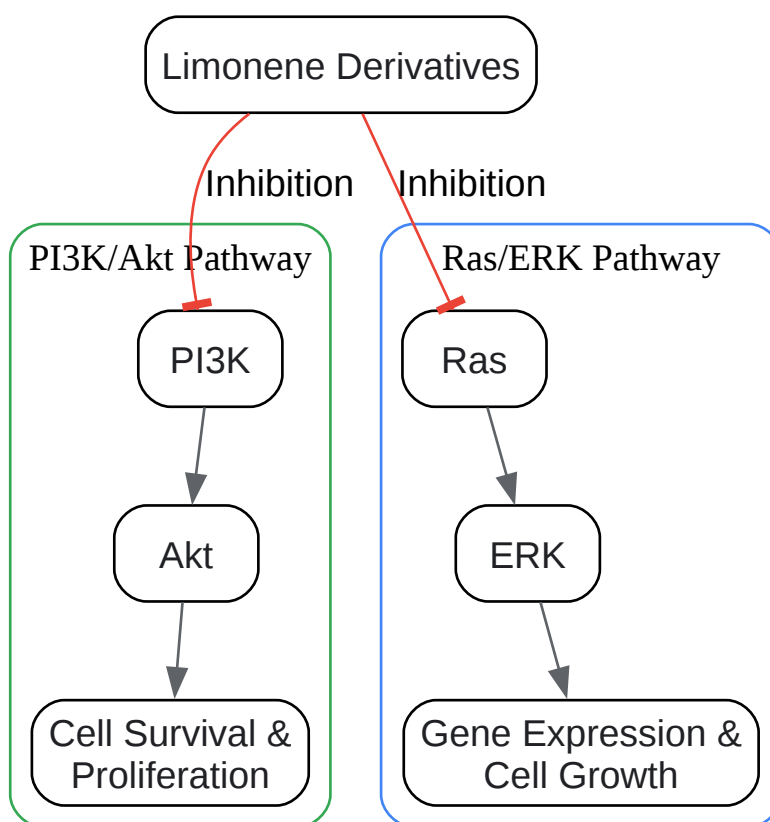 Limonene Derivatives
Inhibition
Inhibition
PI3K/Akt Pathway
Ras/ERK Pathway
PI3K
Ras
Akt
ERK
Cell Survival &
Proliferation
Gene Expression &
Cell Growth